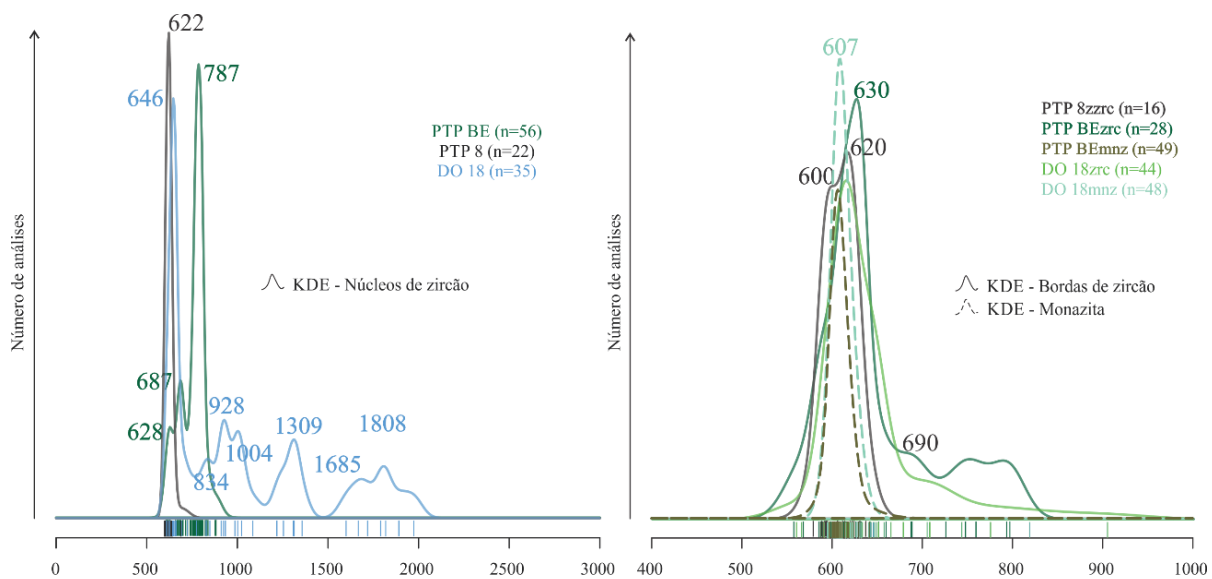 622
787
646
PTP BE (n=56)
PTP 8 (n=22)
DO 18 (n=35)
Número de análises
KDE - Núcleos de zircão
687
628
928
834
1004
1309
1685
1808
0
500
1000
1500
2000
2500
3000
607
630
620
600
PTP 8zzrc (n=16)
PTP BEzrc (n=28)
PTP BEmnz (n=49)
DO 18zrc (n=44)
DO 18mnz (n=48)
Número de análises
KDE - Bordas de zircão
KDE - Monazita
690
400
500
600
700
800
900
1000